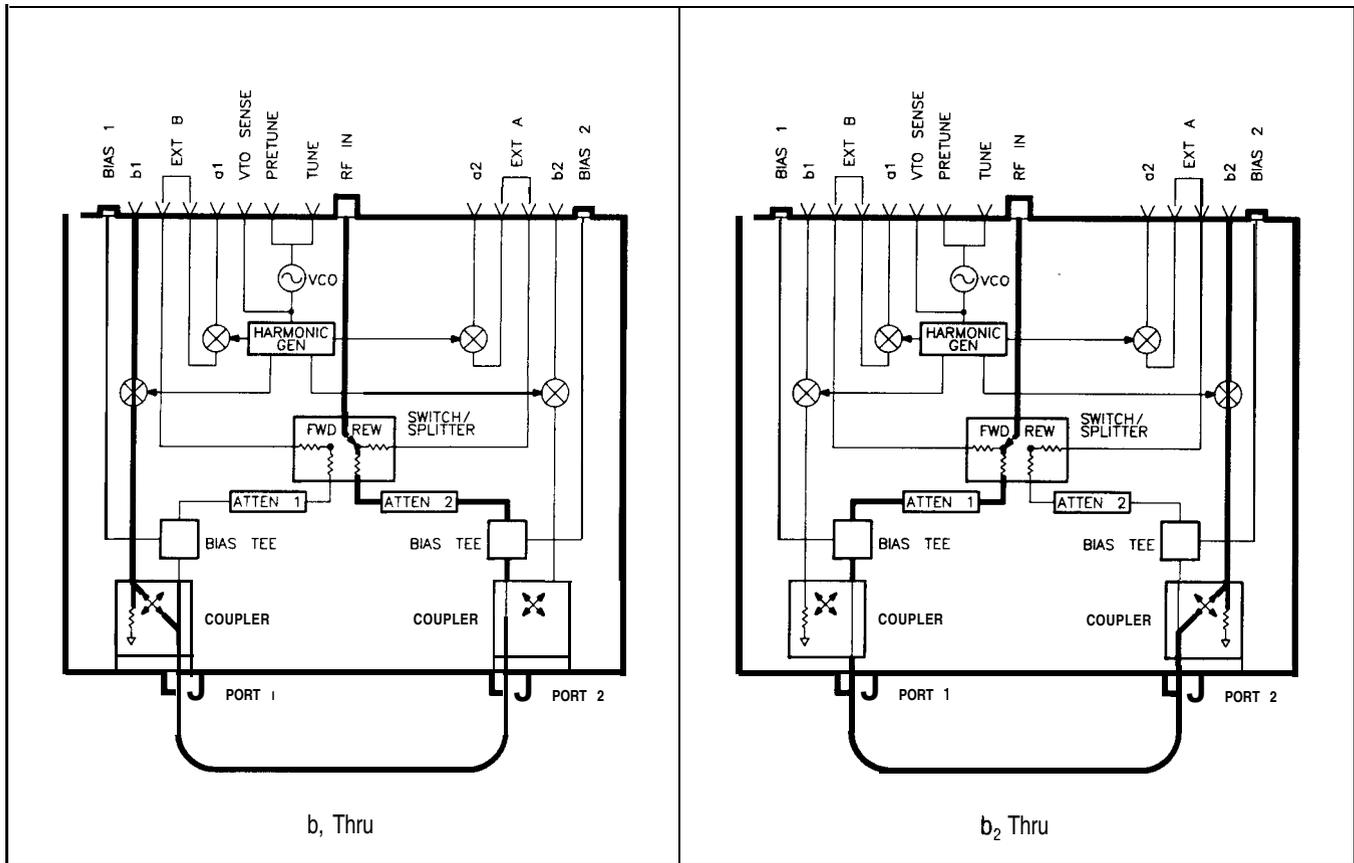 BIAS 1
b1
EXT B
a1
VTO SENSE
PRETUNE
TUNE
RF IN
a2
EXT A
b2
BIAS 2
VCO
HARMONIC
GEN
SWITCH/
SPLITTER
FWD REW
ATTEN 1
ATTEN 2
BIAS TEE
BIAS TEE
COUPLER
COUPLER
PORT 1
PORT 2
b, Thru
BIAS 1
b1
EXT B
a1
VTO SENSE
PRETUNE
TUNE
RF IN
a2
EXT A
b2
BIAS 2
VCO
HARMONIC
GEN
SWITCH/
SPLITTER
FWD REW
ATTEN 1
ATTEN 2
BIAS TEE
BIAS TEE
COUPLER
COUPLER
PORT 1
PORT 2
b₂ Thru